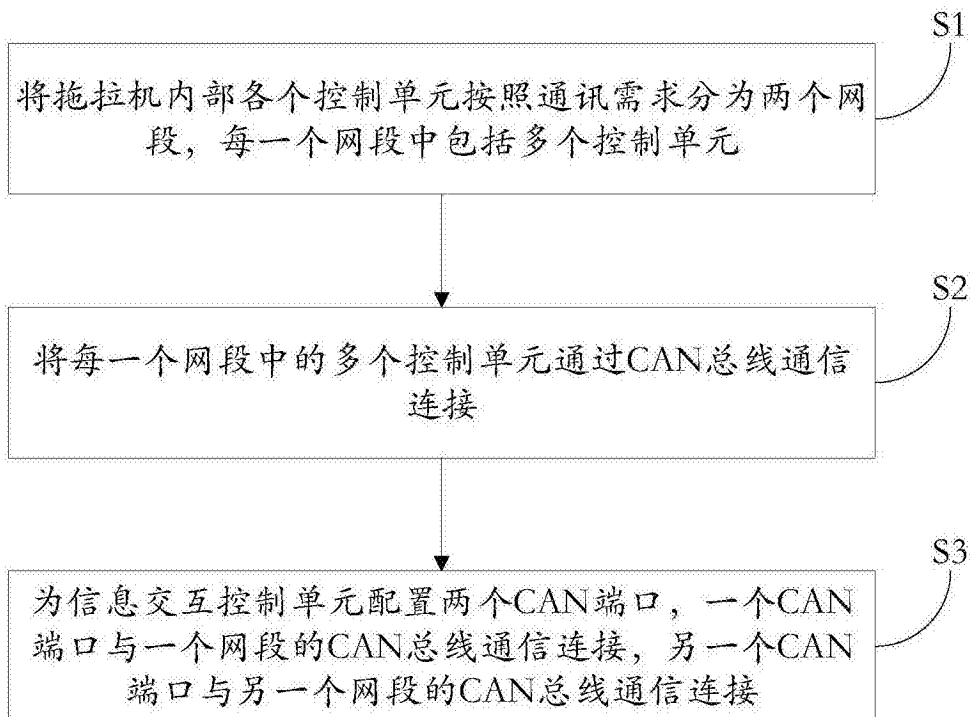 S1
将拖拉机内部各个控制单元按照通讯需求分为两个网
段，每一个网段中包括多个控制单元
S2
将每一个网段中的多个控制单元通过CAN总线通信
连接
S3
为信息交互控制单元配置两个CAN端口，一个CAN
端口与一个网段的CAN总线通信连接，另一个CAN
端口与另一个网段的CAN总线通信连接